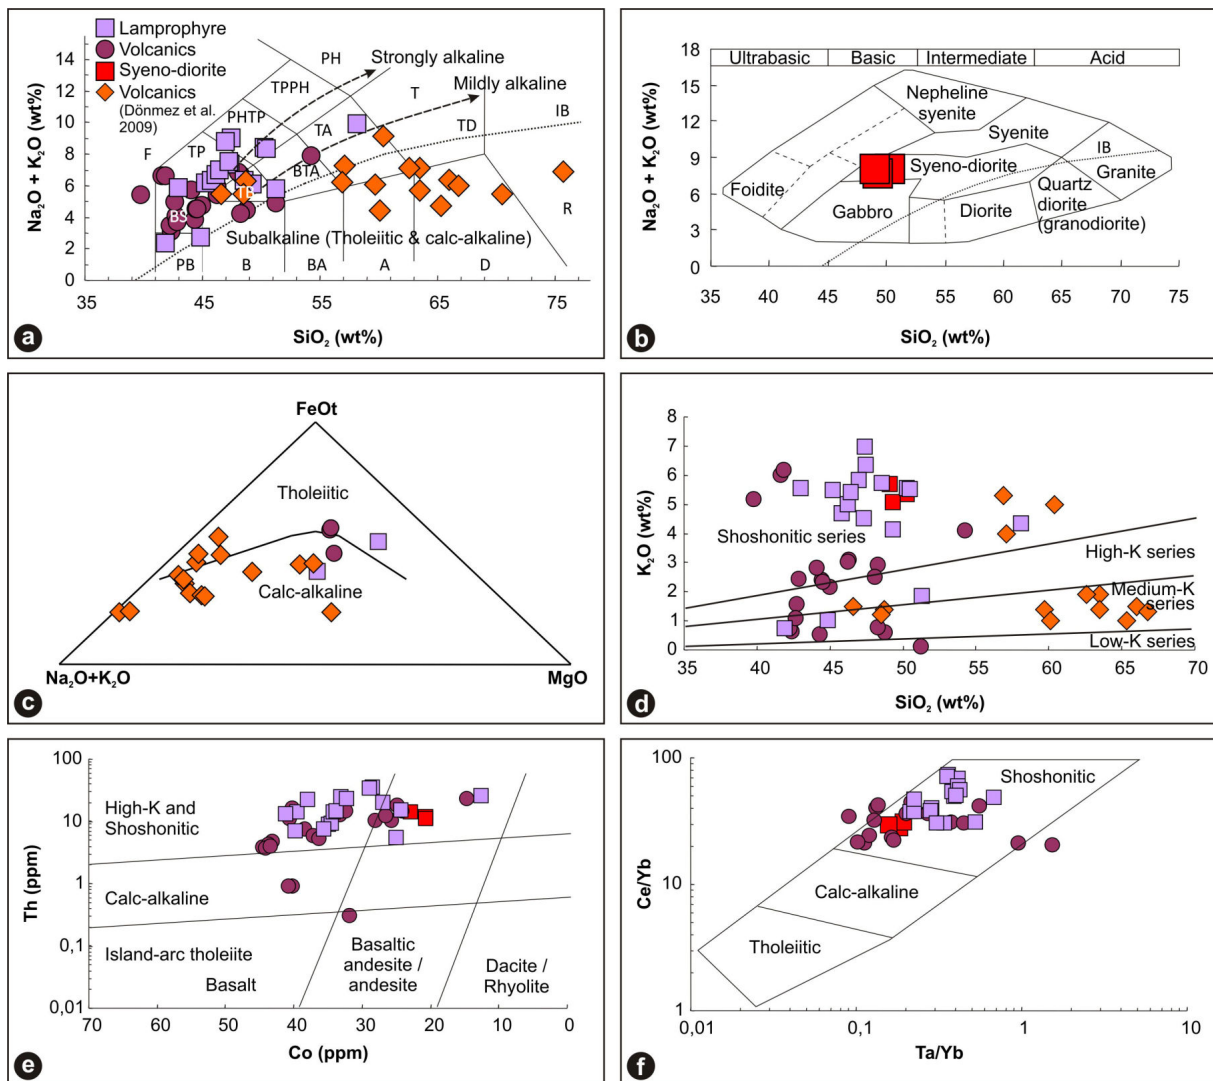 Lamprophyre
Volcanics
Syeno-diorite
Volcanics
(Dönmez et al.
2009)
Na₂O + K₂O (wt%)
14
12
10
8
6
4
2
0
PH
Strongly alkaline
TPPH
Mildly alkaline
T
IB
PHTP
TA
TD
F
TP
BTA
TB
BS
R
Subalkaline (Tholeiitic & calc-alkaline)
PB
B
BA
A
D
35
45
55
65
75
SiO₂ (wt%)
a
Na₂O + K₂O (wt%)
18
15
12
9
6
3
0
Ultrabasic
Basic
Intermediate
Acid
Nepheline
syenite
Syenite
IB
Syeno-diorite
Granite
Foidite
Quartz
diorite
(granodiorite)
Gabbro
Diorite
35
45
50
55
60
65
70
75
SiO₂ (wt%)
b
FeOt
Tholeiitic
Calc-alkaline
Na₂O+K₂O
MgO
c
K₂O (wt%)
8
7
6
5
4
3
2
1
0
Shoshonitic series
High-K series
Medium-K
series
Low-K series
35
40
45
50
55
60
65
70
SiO₂ (wt%)
d
Th (ppm)
100
10
1
0,1
0,01
High-K and
Shoshonitic
Calc-alkaline
Island-arc tholeiite
Basalt
Basaltic
andesite /
andesite
Dacite /
Rhyolite
70
60
50
40
30
20
10
0
Co (ppm)
e
Ce/Yb
100
10
1
Shoshonitic
Calc-alkaline
Tholeiitic
0,01
0,1
1
10
Ta/Yb
f